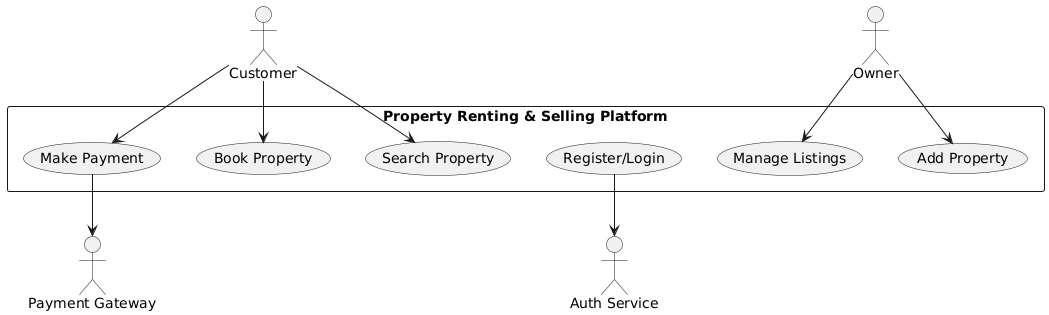 Customer
Owner
Property Renting & Selling Platform
Make Payment
Book Property
Search Property
Register/Login
Manage Listings
Add Property
Payment Gateway
Auth Service